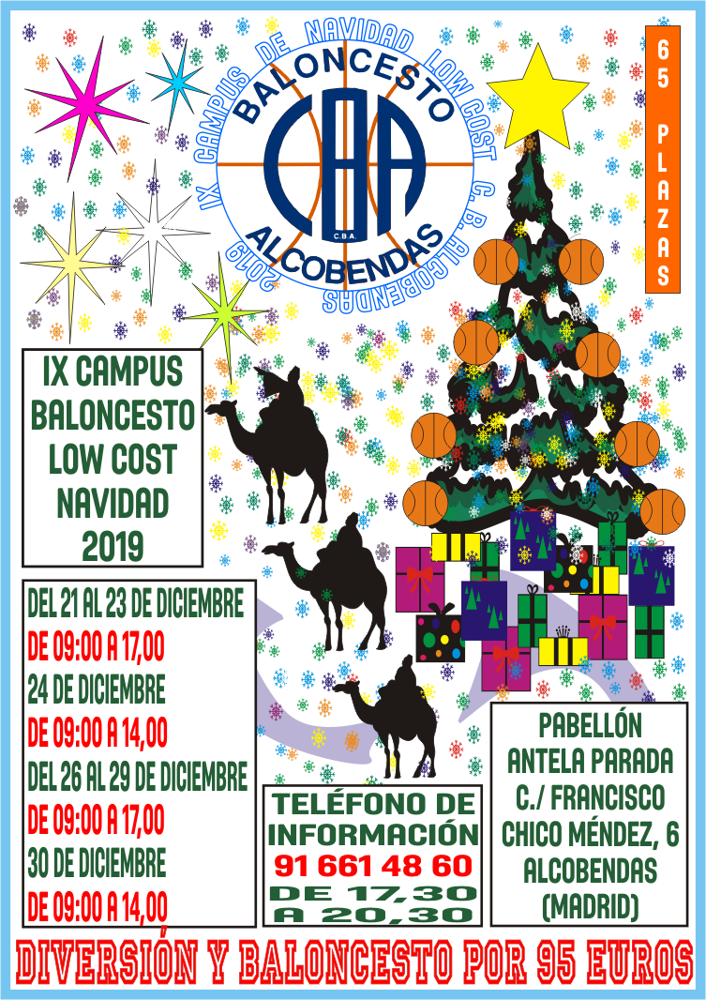 IX CAMPUS DE NAVIDAD LOW COST C.B. ALCOBENDAS 2019
BALONCESTO
CBA
C.B.A.
ALCOBENDAS
65 PLAZAS
IX CAMPUS
BALONCESTO
LOW COST
NAVIDAD
2019
DEL 21 AL 23 DE DICIEMBRE
DE 09:00 A 17,00
24 DE DICIEMBRE
DE 09:00 A 14,00
DEL 26 AL 29 DE DICIEMBRE
DE 09:00 A 17,00
30 DE DICIEMBRE
DE 09:00 A 14,00
TELÉFONO DE
INFORMACIÓN
91 661 48 60
DE 17,30
A 20,30
PABELLÓN
ANTELA PARADA
C./ FRANCISCO
CHICO MÉNDEZ, 6
ALCOBENDAS
(MADRID)
DIVERSIÓN Y BALONCESTO POR 95 EUROS